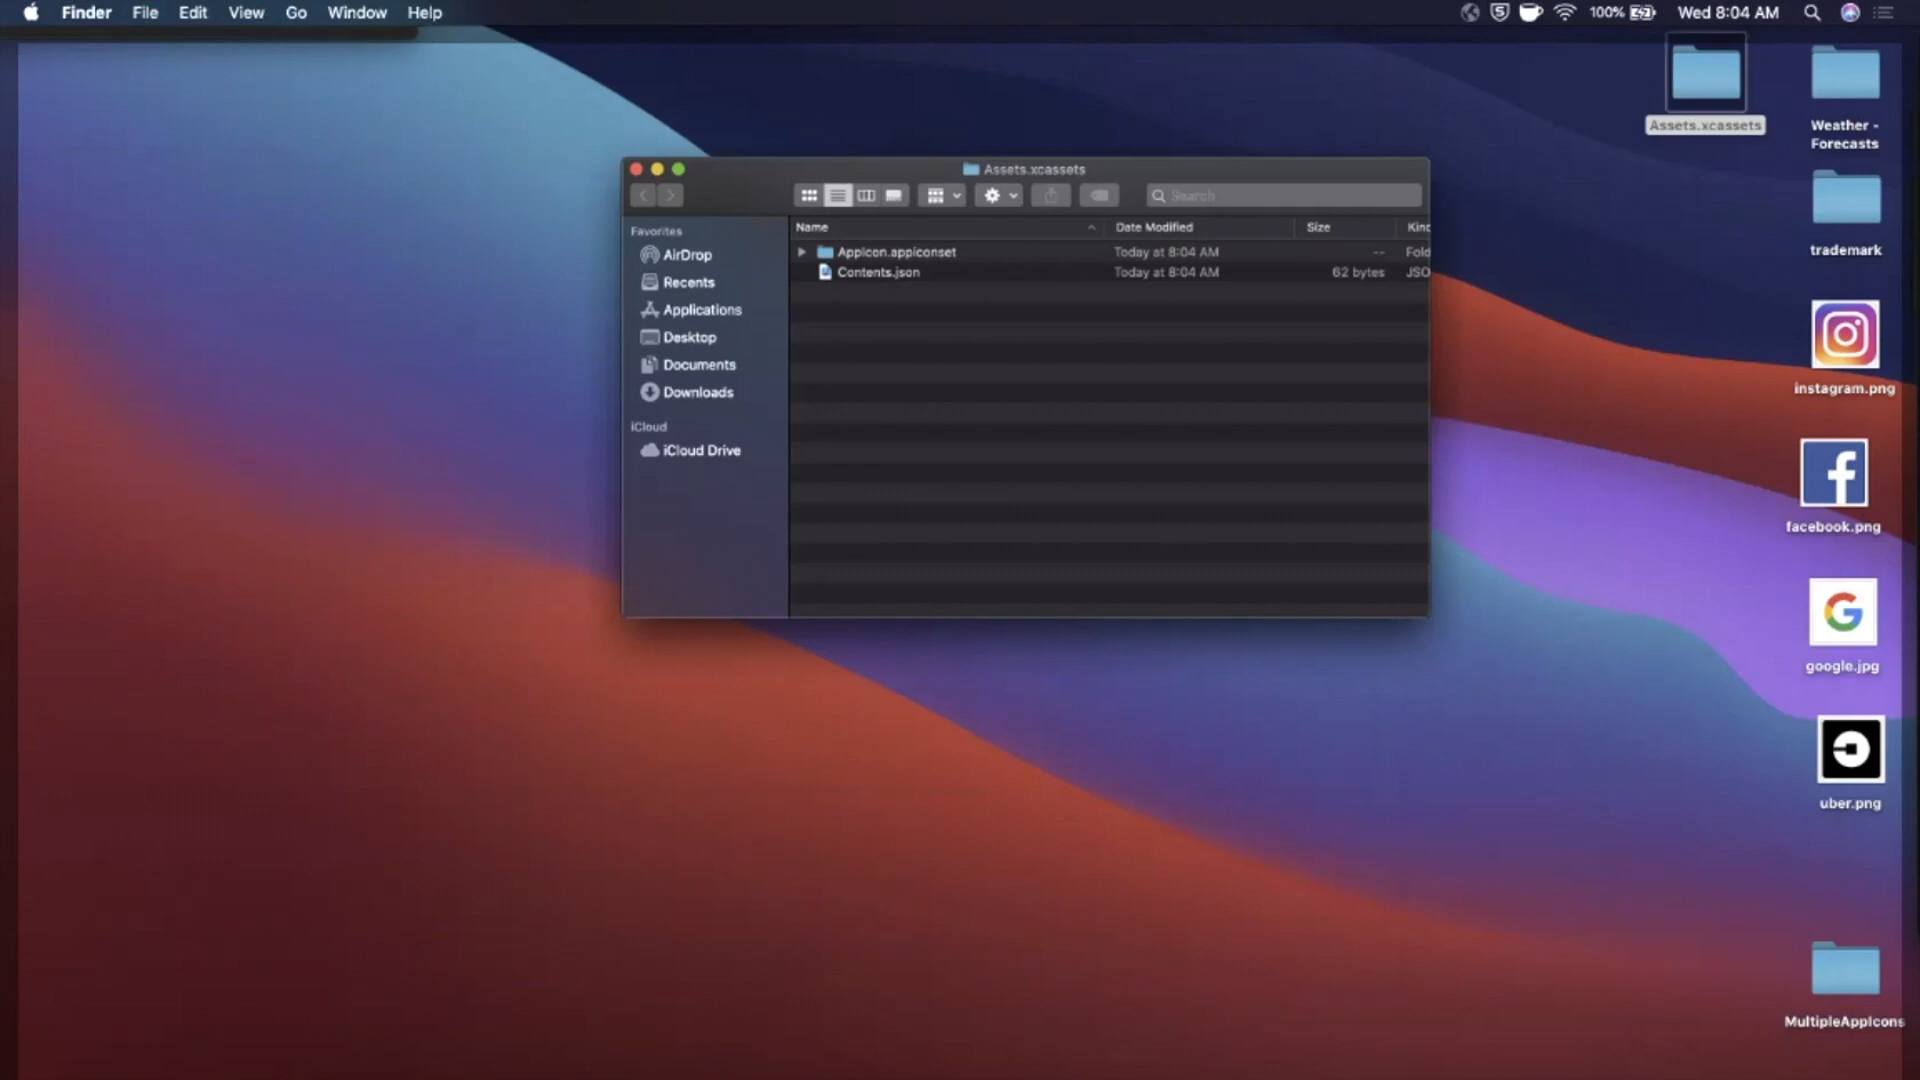 Finder File Edit View Go Window Help
100% Wed 8:04 AM
Assets.xcassets
Weather -
Forecasts
trademark
instagram.png
facebook.png
google.jpg
uber.png
MultipleAppIcons
Assets.xcassets
Search
Favorites
AirDrop
Recents
Applications
Desktop
Documents
Downloads
iCloud
iCloud Drive
Name Date Modified Size Kind
AppIcon.appiconset Today at 8:04 AM -- Fold
Contents.json Today at 8:04 AM 62 bytes JSO